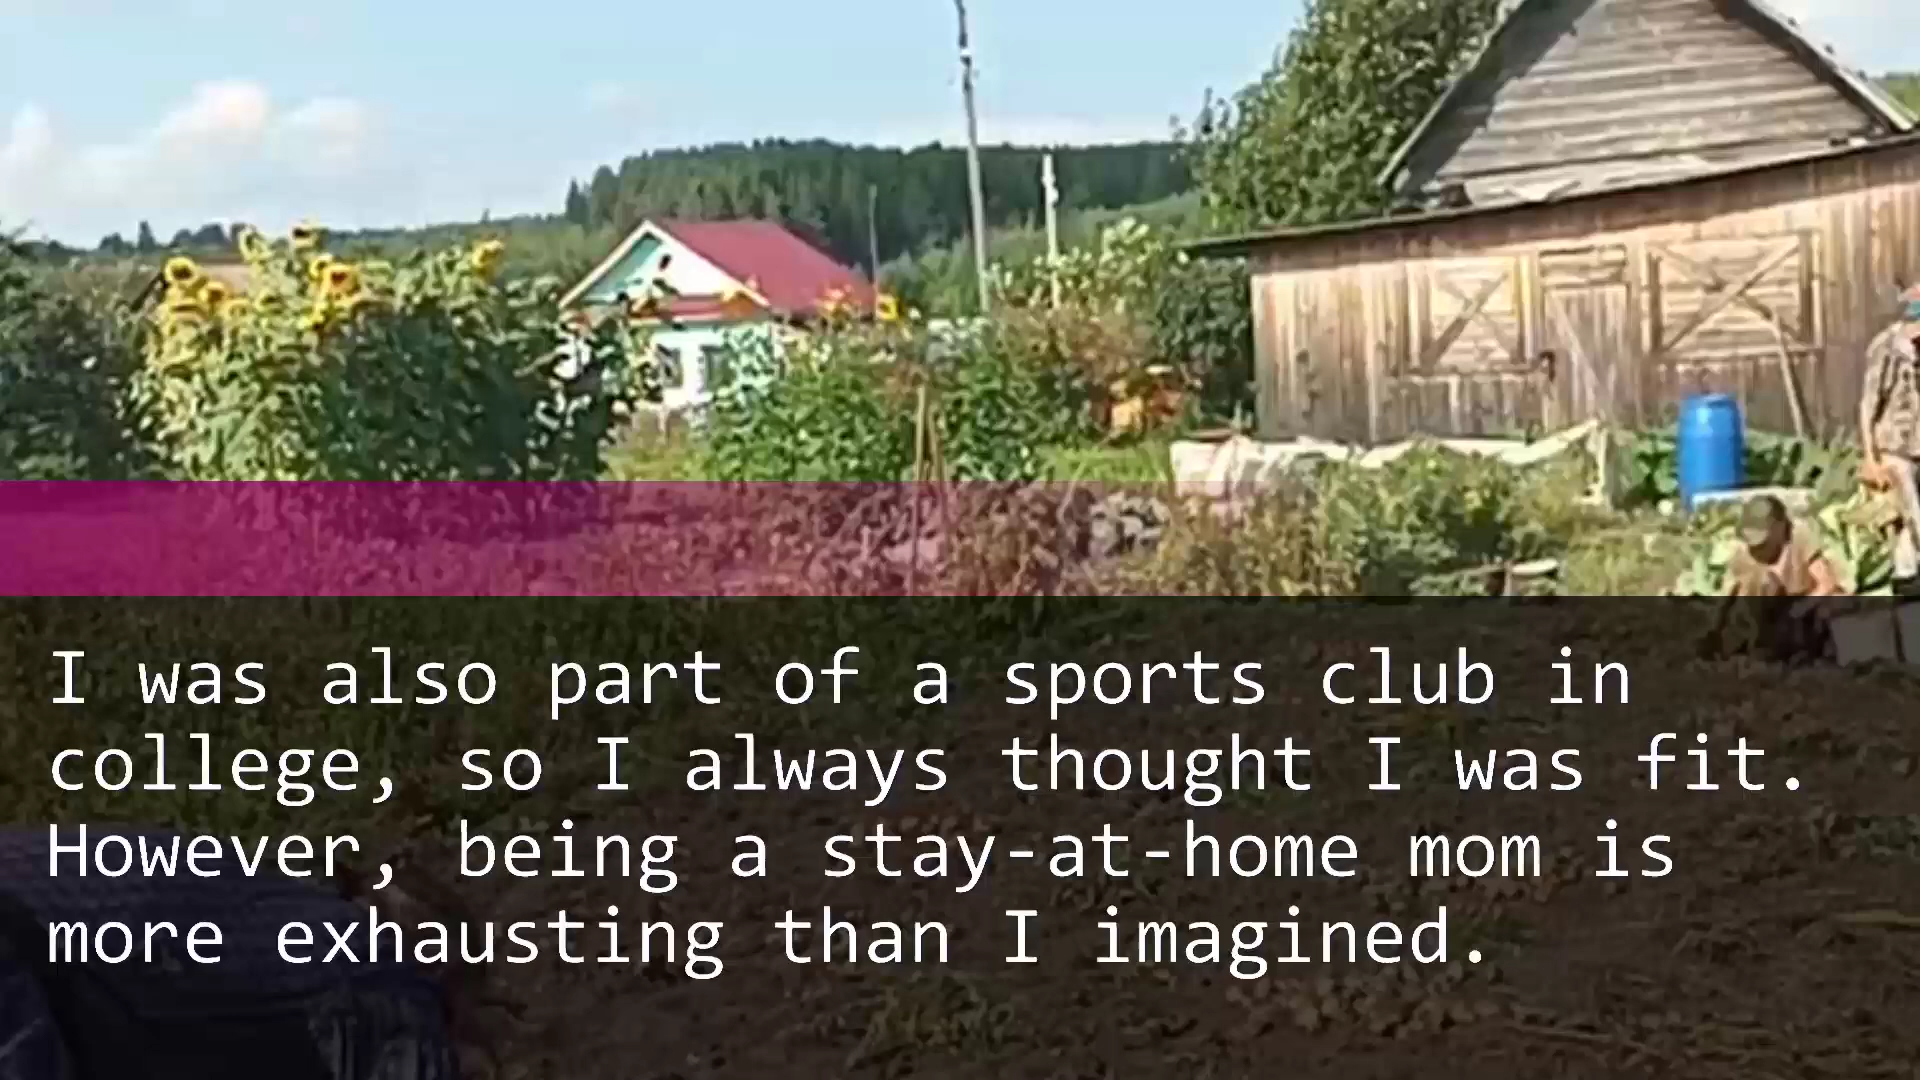 I was also part of a sports club in
college, so I always thought I was fit.
However, being a stay-at-home mom is
more exhausting than I imagined.